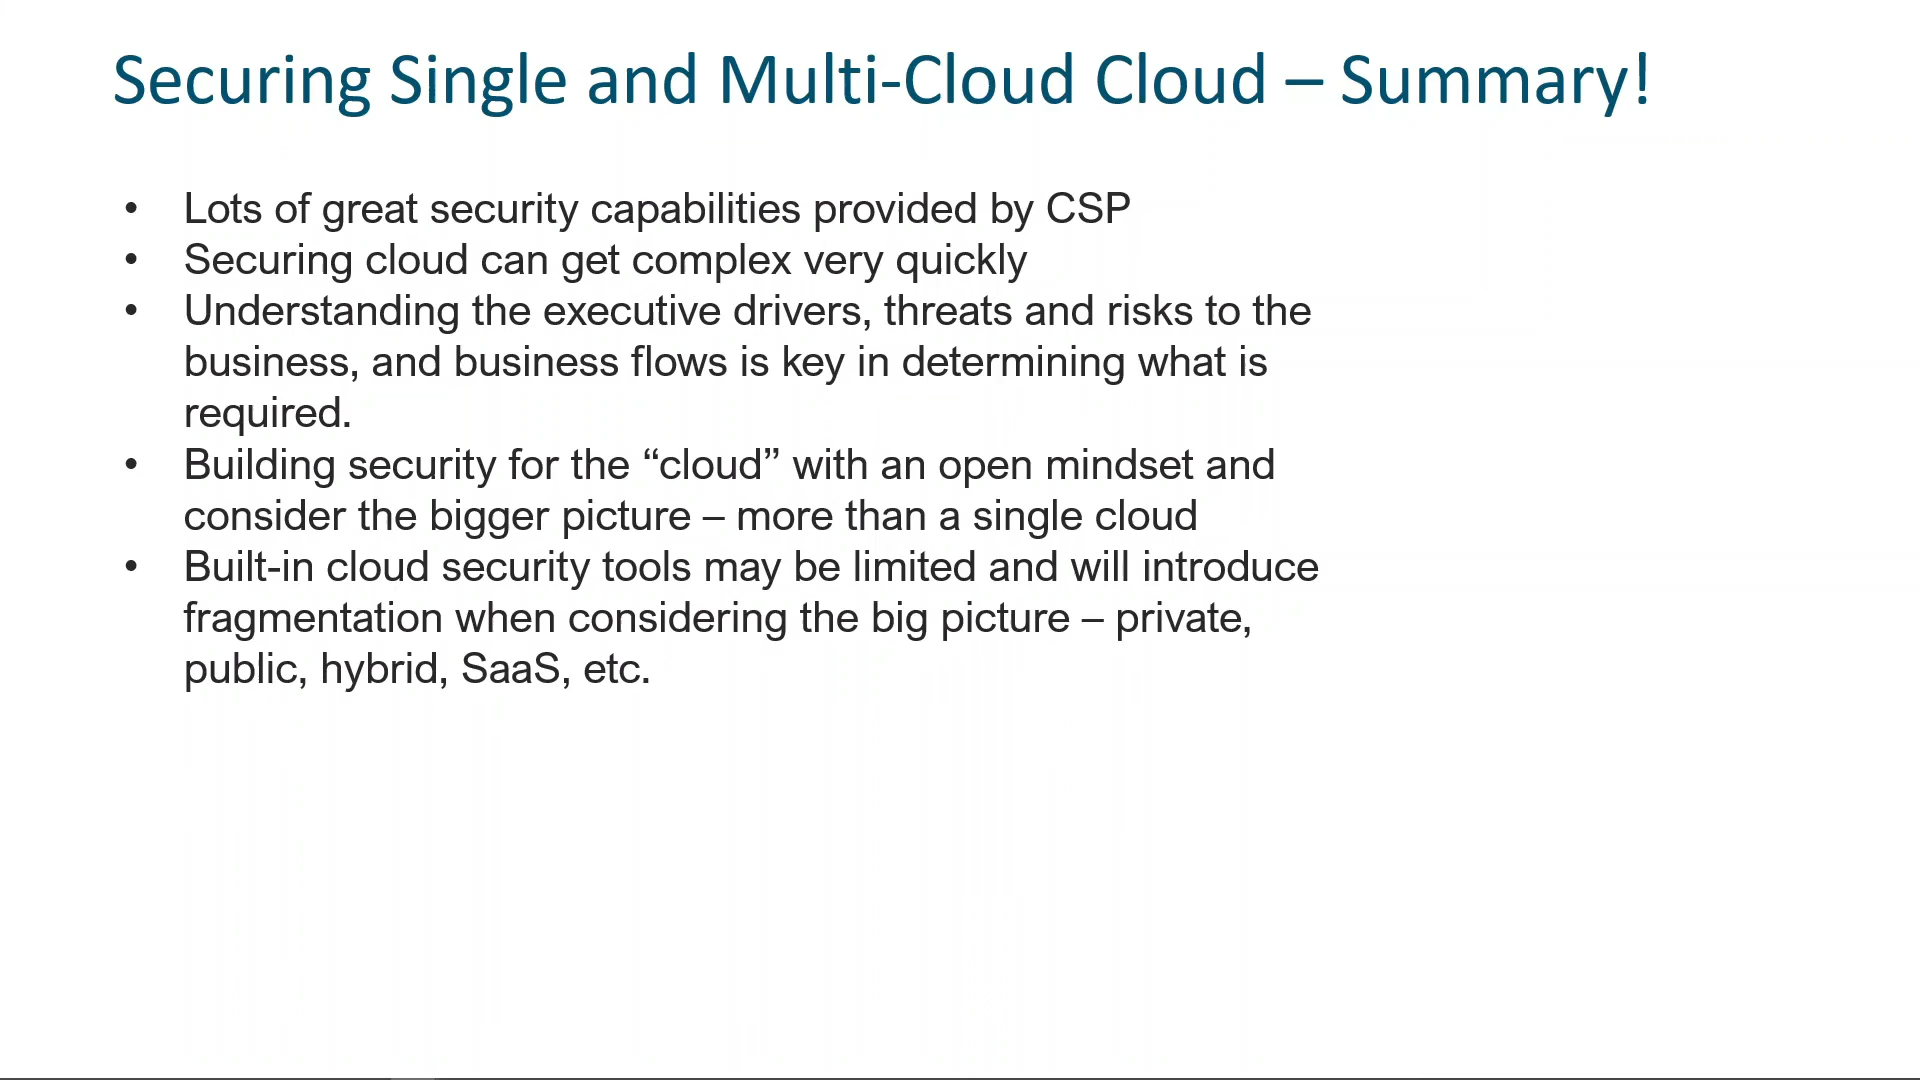 Securing Single and Multi-Cloud Cloud – Summary!
• Lots of great security capabilities provided by CSP
• Securing cloud can get complex very quickly
• Understanding the executive drivers, threats and risks to the
business, and business flows is key in determining what is
required.
• Building security for the “cloud” with an open mindset and
consider the bigger picture – more than a single cloud
• Built-in cloud security tools may be limited and will introduce
fragmentation when considering the big picture – private,
public, hybrid, SaaS, etc.